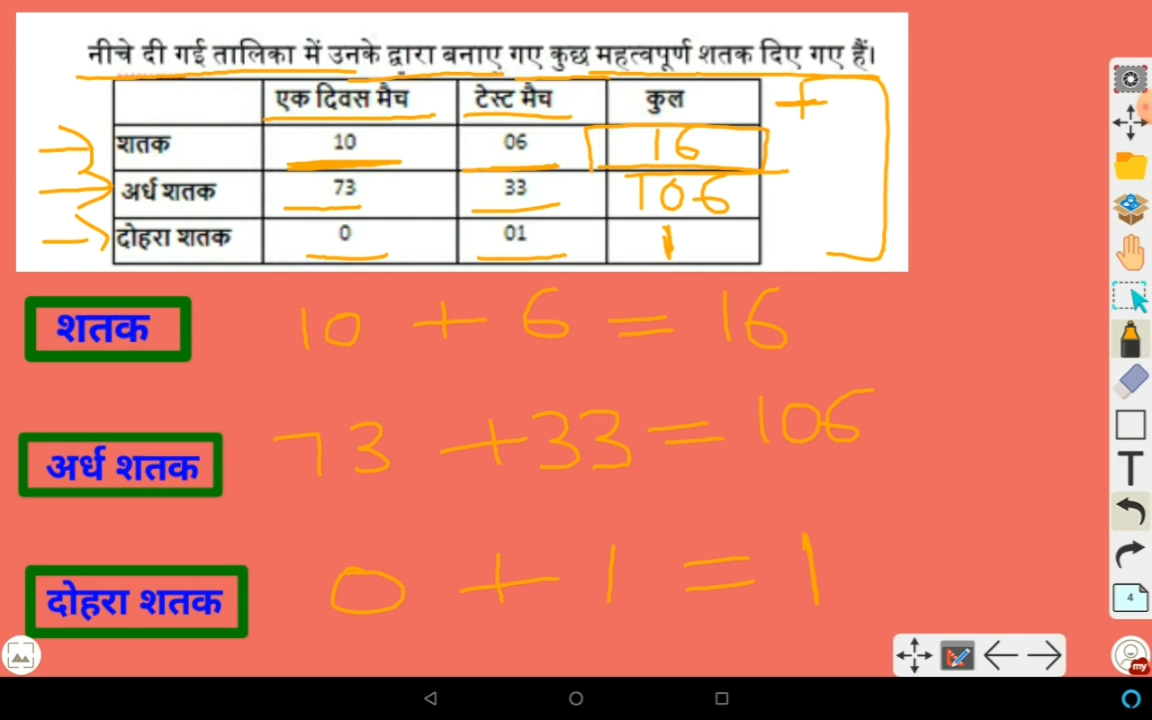 नीचे दी गई तालिका में उनके द्वारा बनाए गए कुछ महत्वपूर्ण शतक दिए गए हैं।
एक दिवस मैच टेस्ट मैच कुल +
शतक 10 06 16
अर्ध शतक 73 33 106
दोहरा शतक 0 01 1
शतक 10 + 6 = 16
अर्ध शतक 73 + 33 = 106
दोहरा शतक 0 + 1 = 1
T
4
my